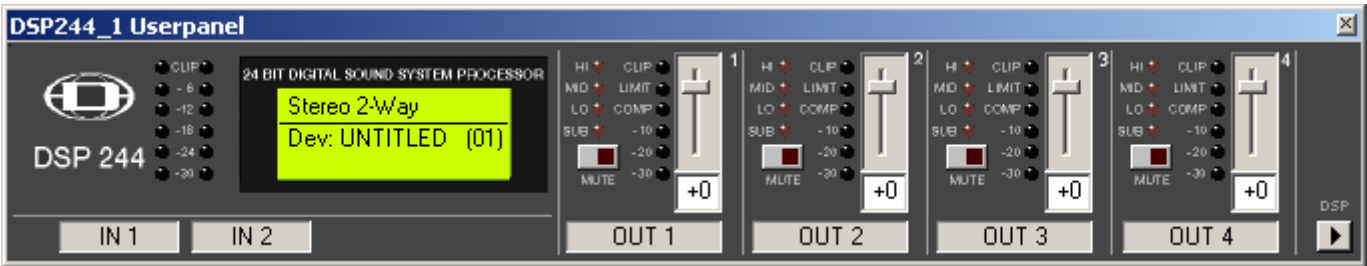 DSP244_1 Userpanel
CLIP
- 6
-12
-18
-24
-30
DSP 244
24 BIT DIGITAL SOUND SYSTEM PROCESSOR
Stereo 2-Way
Dev: UNTITLED (01)
IN 1
IN 2
1
HI CLIP
MID LIMIT
LO COMP
SUB -10
-20
MUTE -30
+0
OUT 1
2
HI CLIP
MID LIMIT
LO COMP
SUB -10
-20
MUTE -30
+0
OUT 2
3
HI CLIP
MID LIMIT
LO COMP
SUB -10
-20
MUTE -30
+0
OUT 3
4
HI CLIP
MID LIMIT
LO COMP
SUB -10
-20
MUTE -30
+0
OUT 4
DSP